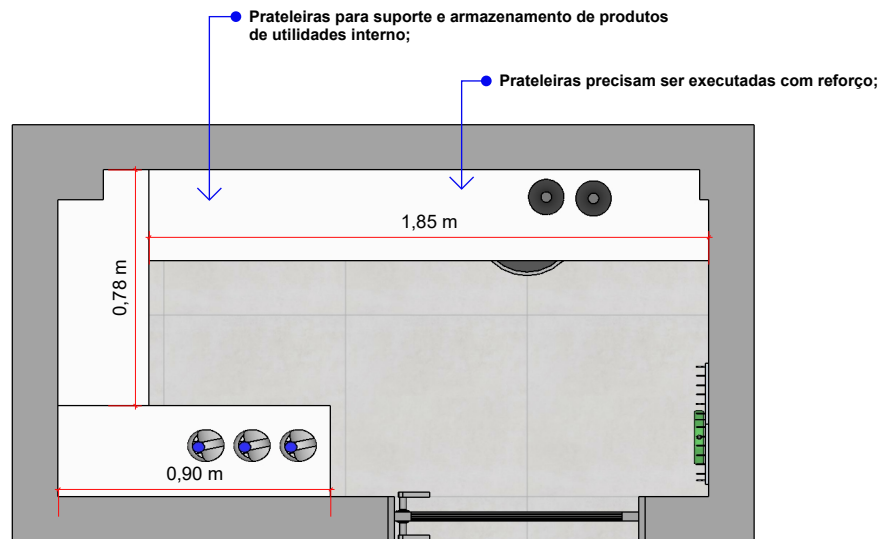 Prateleiras para suporte e armazenamento de produtos
de utilidades interno;
Prateleiras precisam ser executadas com reforço;
1,85 m
0,78 m
0,90 m